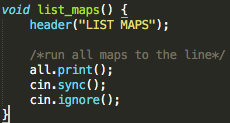 void list_maps() {
    header("LIST MAPS");

    /*run all maps to the line*/
    all.print();
    cin.sync();
    cin.ignore();
}